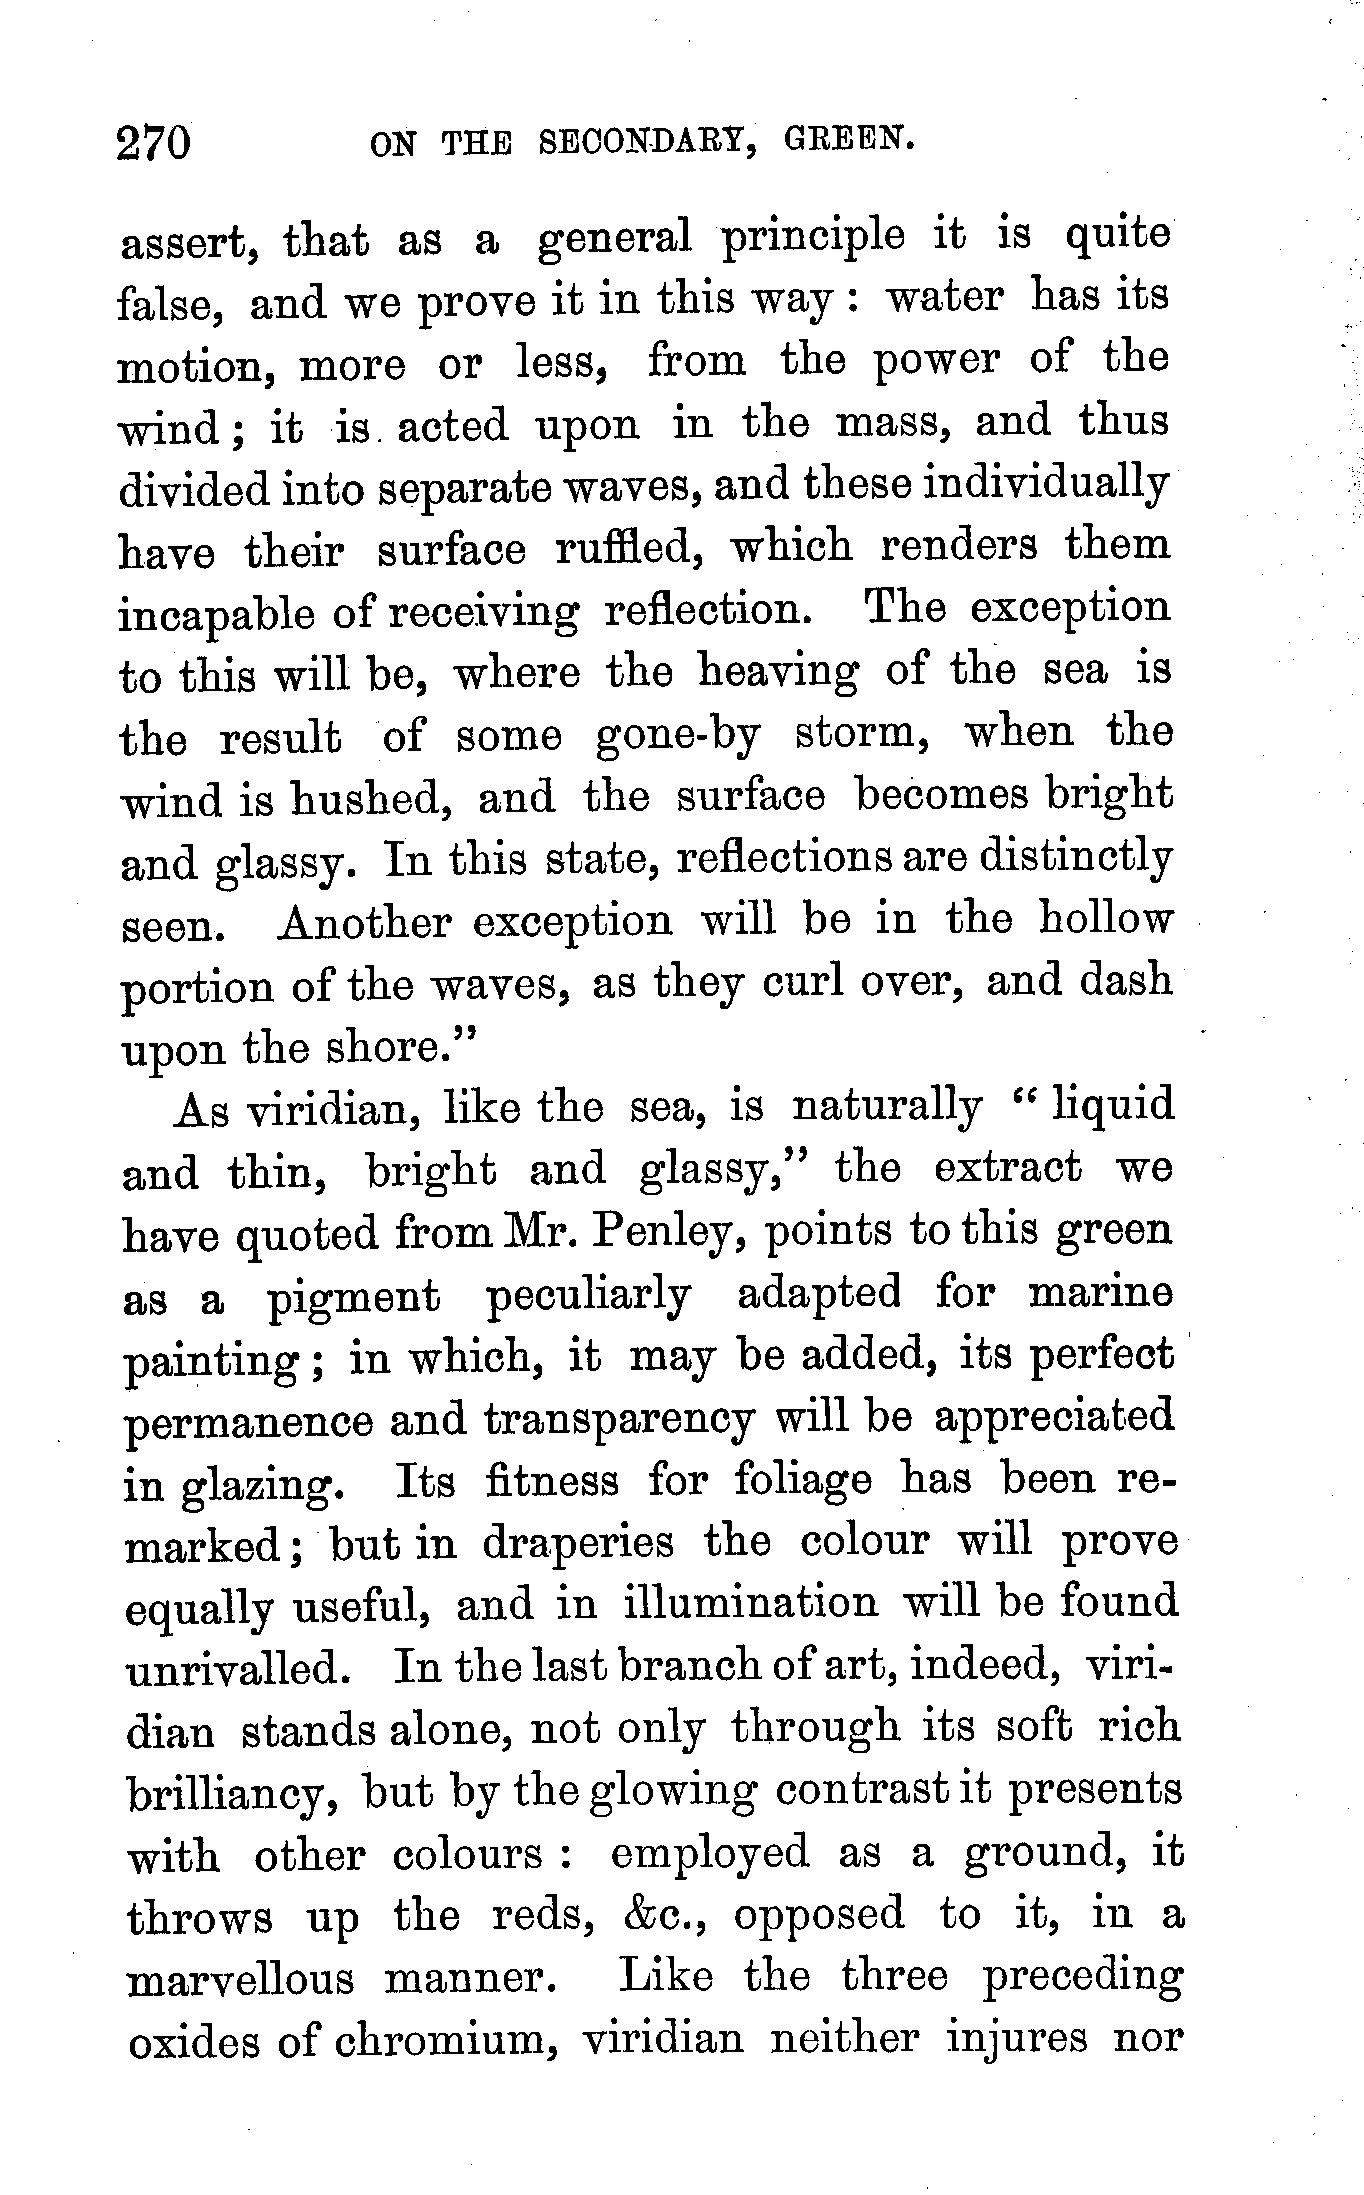 270 ON THE SECONDARY, GREEN.
assert, that as a general principle it is quite
false, and we prove it in this way : water has its
motion, more or less, from the power of the
wind ; it is acted upon in the mass, and thus
divided into separate waves, and these individually
have their surface ruffled, which renders them
incapable of receiving reflection. The exception
to this will be, where the heaving of the sea is
the result of some gone-by storm, when the
wind is hushed, and the surface becomes bright
and glassy. In this state, reflections are distinctly
seen. Another exception will be in the hollow
portion of the waves, as they curl over, and dash
upon the shore.”
As viridian, like the sea, is naturally “ liquid
and thin, bright and glassy,” the extract we
have quoted from Mr. Penley, points to this green
as a pigment peculiarly adapted for marine
painting ; in which, it may be added, its perfect
permanence and transparency will be appreciated
in glazing. Its fitness for foliage has been re-
marked ; but in draperies the colour will prove
equally useful, and in illumination will be found
unrivalled. In the last branch of art, indeed, viri-
dian stands alone, not only through its soft rich
brilliancy, but by the glowing contrast it presents
with other colours : employed as a ground, it
throws up the reds, &c., opposed to it, in a
marvellous manner. Like the three preceding
oxides of chromium, viridian neither injures nor